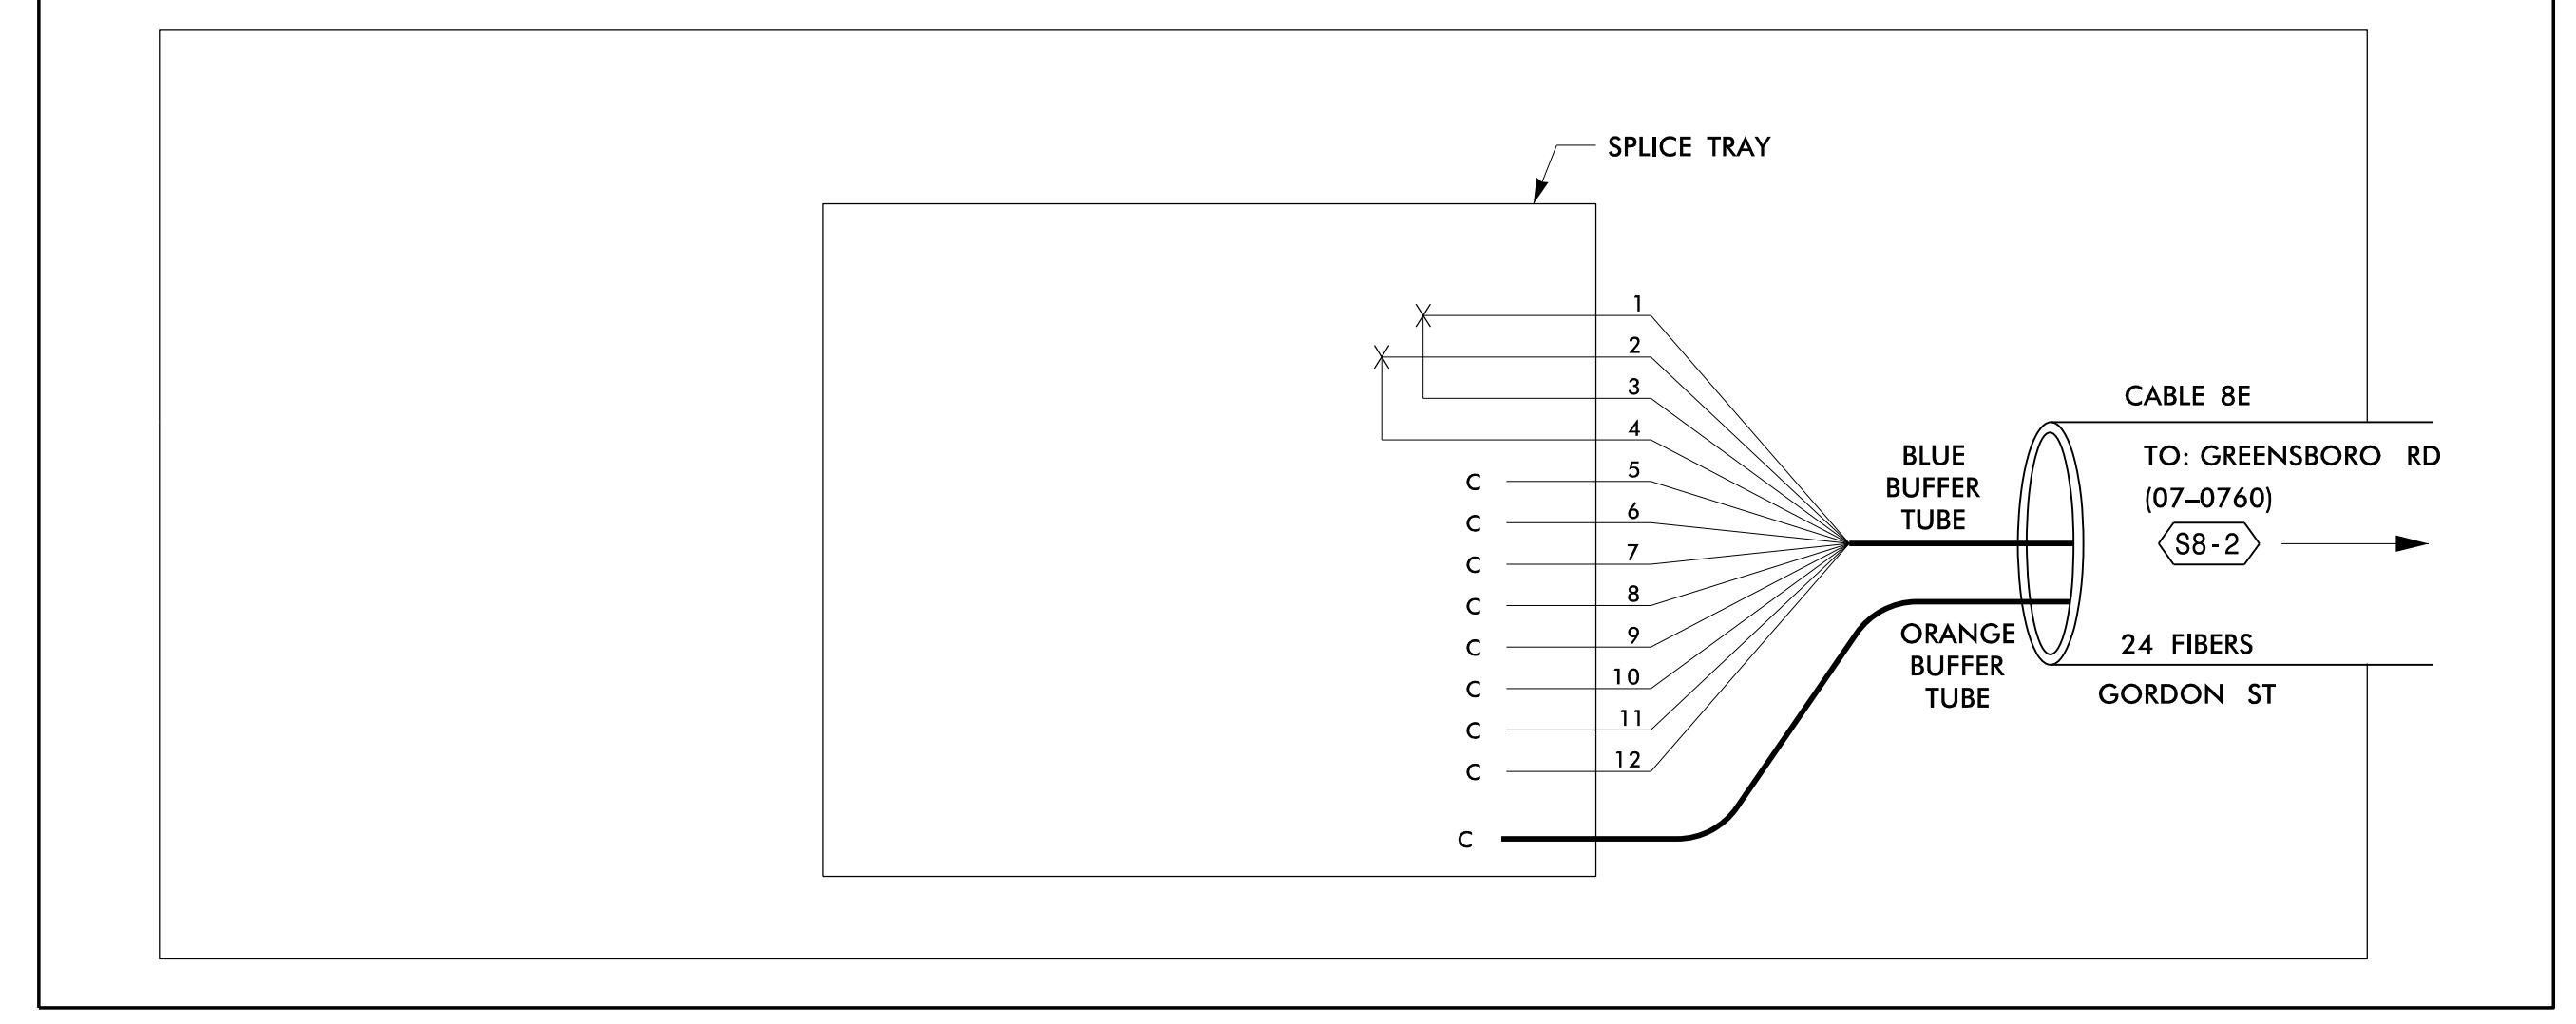 SPLICE TRAY
1
2
3
4
C 5
C 6
C 7
C 8
C 9
C 10
C 11
C 12
C
BLUE
BUFFER
TUBE
ORANGE
BUFFER
TUBE
CABLE 8E
TO: GREENSBORO RD
(07–0760)
S8-2
24 FIBERS
GORDON ST